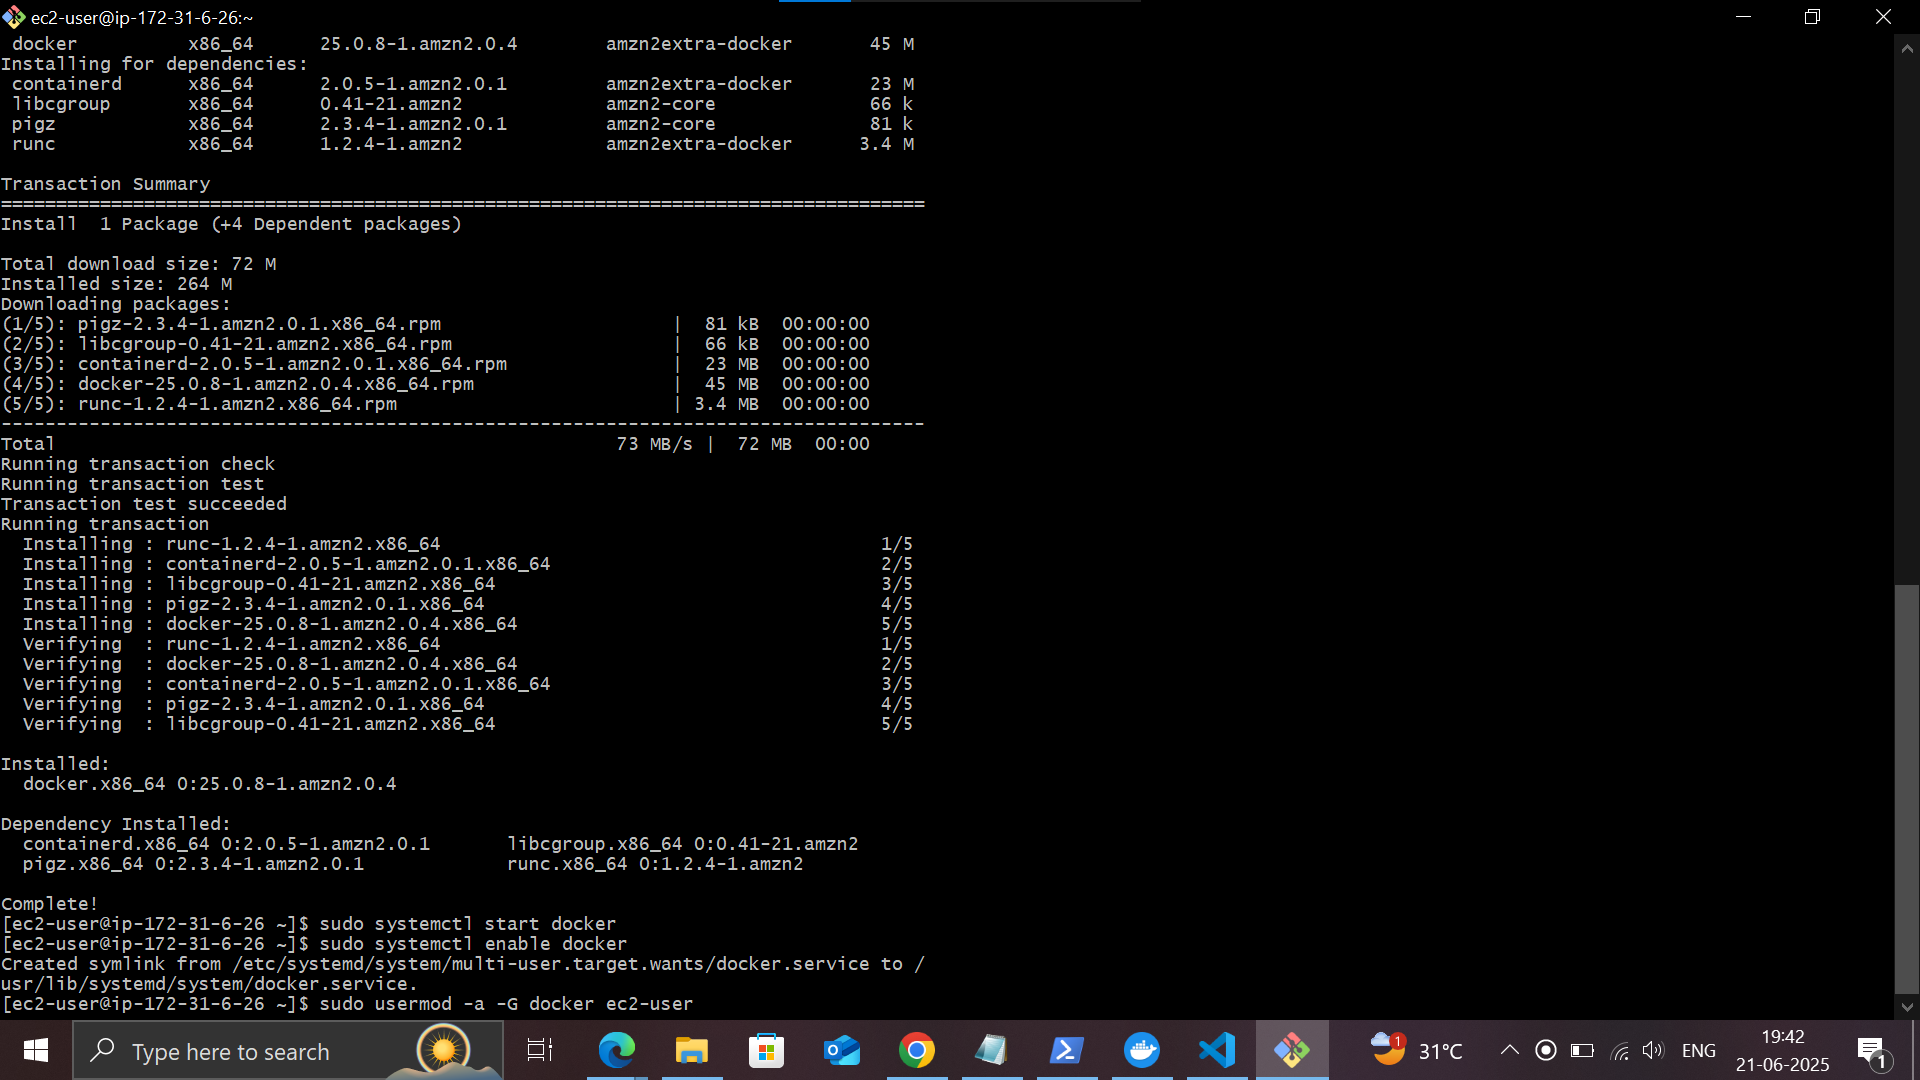 ec2-user@ip-172-31-6-26:~
docker x86_64 25.0.8-1.amzn2.0.4 amzn2extra-docker 45 M
Installing for dependencies:
containerd x86_64 2.0.5-1.amzn2.0.1 amzn2extra-docker 23 M
libcgroup x86_64 0.41-21.amzn2 amzn2-core 66 k
pigz x86_64 2.3.4-1.amzn2.0.1 amzn2-core 81 k
runc x86_64 1.2.4-1.amzn2 amzn2extra-docker 3.4 M
Transaction Summary
====================================================================================
Install  1 Package (+4 Dependent packages)
Total download size: 72 M
Installed size: 264 M
Downloading packages:
(1/5): pigz-2.3.4-1.amzn2.0.1.x86_64.rpm | 81 kB 00:00:00
(2/5): libcgroup-0.41-21.amzn2.x86_64.rpm | 66 kB 00:00:00
(3/5): containerd-2.0.5-1.amzn2.0.1.x86_64.rpm | 23 MB 00:00:00
(4/5): docker-25.0.8-1.amzn2.0.4.x86_64.rpm | 45 MB 00:00:00
(5/5): runc-1.2.4-1.amzn2.x86_64.rpm | 3.4 MB 00:00:00
------------------------------------------------------------------------------------
Total 73 MB/s | 72 MB 00:00
Running transaction check
Running transaction test
Transaction test succeeded
Running transaction
Installing : runc-1.2.4-1.amzn2.x86_64 1/5
Installing : containerd-2.0.5-1.amzn2.0.1.x86_64 2/5
Installing : libcgroup-0.41-21.amzn2.x86_64 3/5
Installing : pigz-2.3.4-1.amzn2.0.1.x86_64 4/5
Installing : docker-25.0.8-1.amzn2.0.4.x86_64 5/5
Verifying : runc-1.2.4-1.amzn2.x86_64 1/5
Verifying : docker-25.0.8-1.amzn2.0.4.x86_64 2/5
Verifying : containerd-2.0.5-1.amzn2.0.1.x86_64 3/5
Verifying : pigz-2.3.4-1.amzn2.0.1.x86_64 4/5
Verifying : libcgroup-0.41-21.amzn2.x86_64 5/5
Installed:
docker.x86_64 0:25.0.8-1.amzn2.0.4
Dependency Installed:
containerd.x86_64 0:2.0.5-1.amzn2.0.1 libcgroup.x86_64 0:0.41-21.amzn2
pigz.x86_64 0:2.3.4-1.amzn2.0.1 runc.x86_64 0:1.2.4-1.amzn2
Complete!
[ec2-user@ip-172-31-6-26 ~]$ sudo systemctl start docker
[ec2-user@ip-172-31-6-26 ~]$ sudo systemctl enable docker
Created symlink from /etc/systemd/system/multi-user.target.wants/docker.service to /
usr/lib/systemd/system/docker.service.
[ec2-user@ip-172-31-6-26 ~]$ sudo usermod -a -G docker ec2-user
Type here to search
1
31°C
ENG
19:42
21-06-2025
1